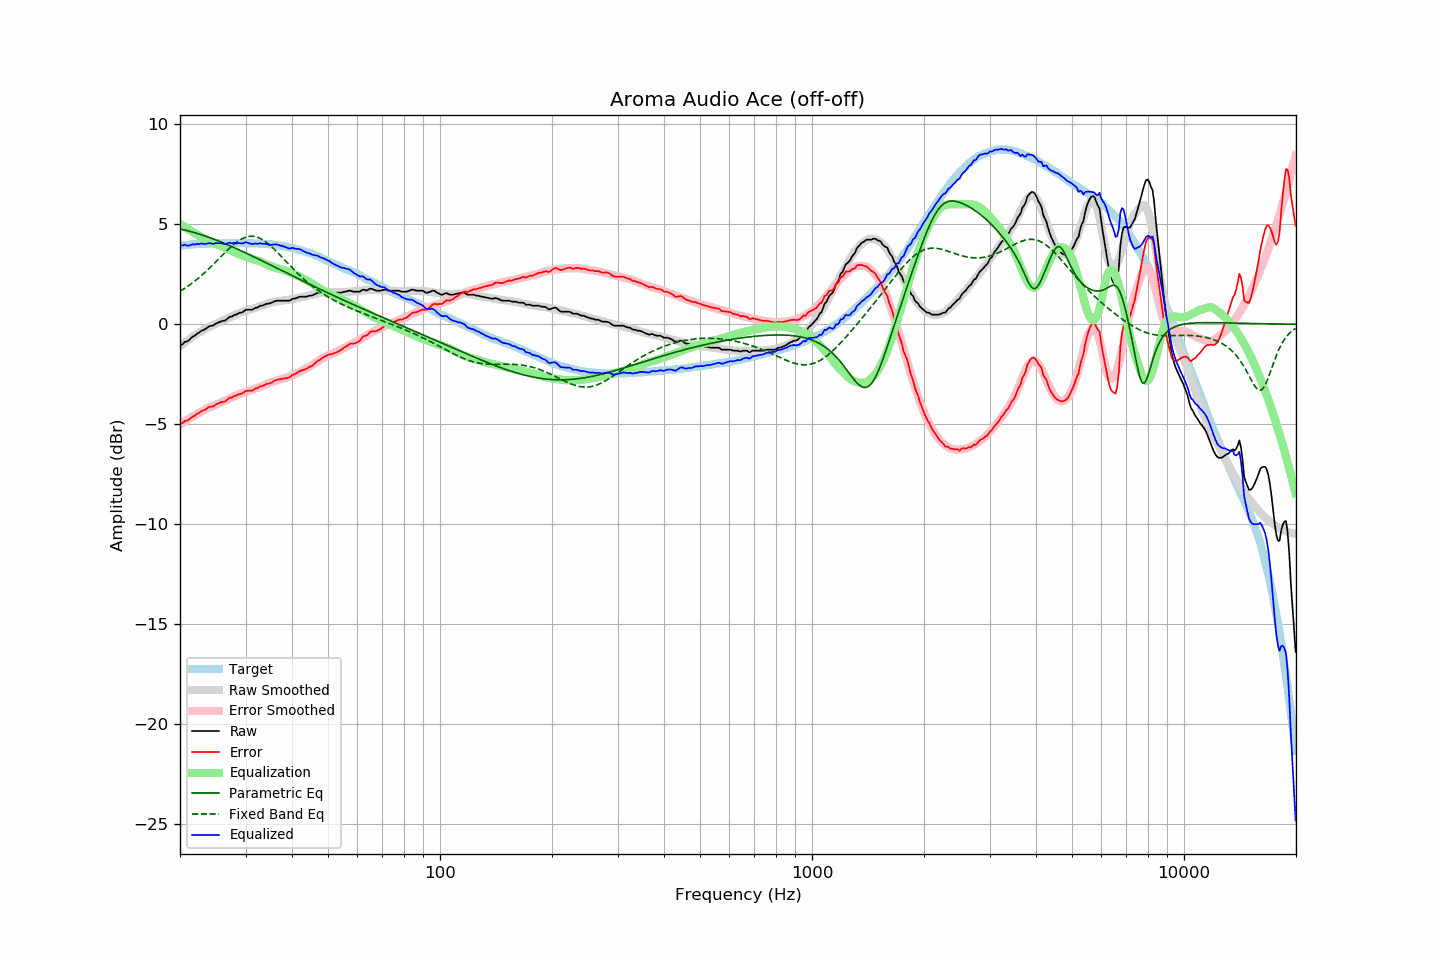 Aroma Audio Ace (off-off)
10
5
0
−5
−10
−15
−20
−25
Amplitude (dBr)
Target
Raw Smoothed
Error Smoothed
Raw
Error
Equalization
Parametric Eq
Fixed Band Eq
Equalized
100
1000
10000
Frequency (Hz)